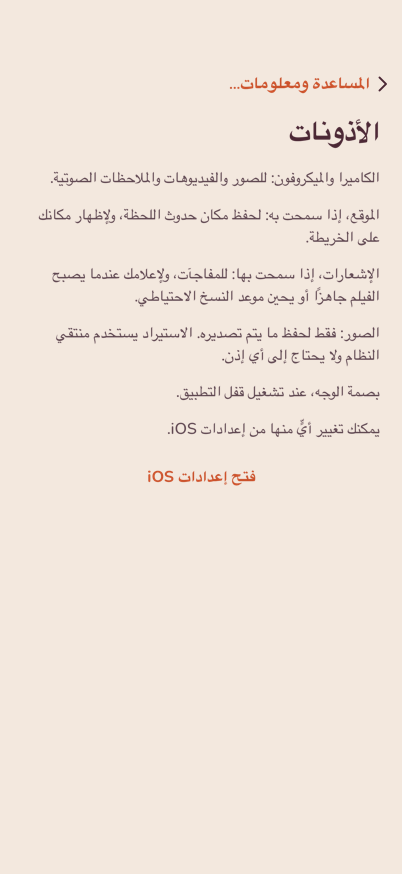 المساعدة ومعلومات...
الأذونات
الكاميرا والميكروفون: للصور والفيديوهات والملاحظات الصوتية.
الموقع، إذا سمحت به: لحفظ مكان حدوث اللحظة، ولإظهار مكانك
على الخريطة.
الإشعارات، إذا سمحت بها: للمفاجآت، ولإعلامك عندما يصبح
الفيلم جاهزًا أو يحين موعد النسخ الاحتياطي.
الصور: فقط لحفظ ما يتم تصديره. الاستيراد يستخدم منتقي
النظام ولا يحتاج إلى أي إذن.
بصمة الوجه، عند تشغيل قفل التطبيق.
يمكنك تغيير أيٍّ منها من إعدادات iOS.
فتح إعدادات iOS